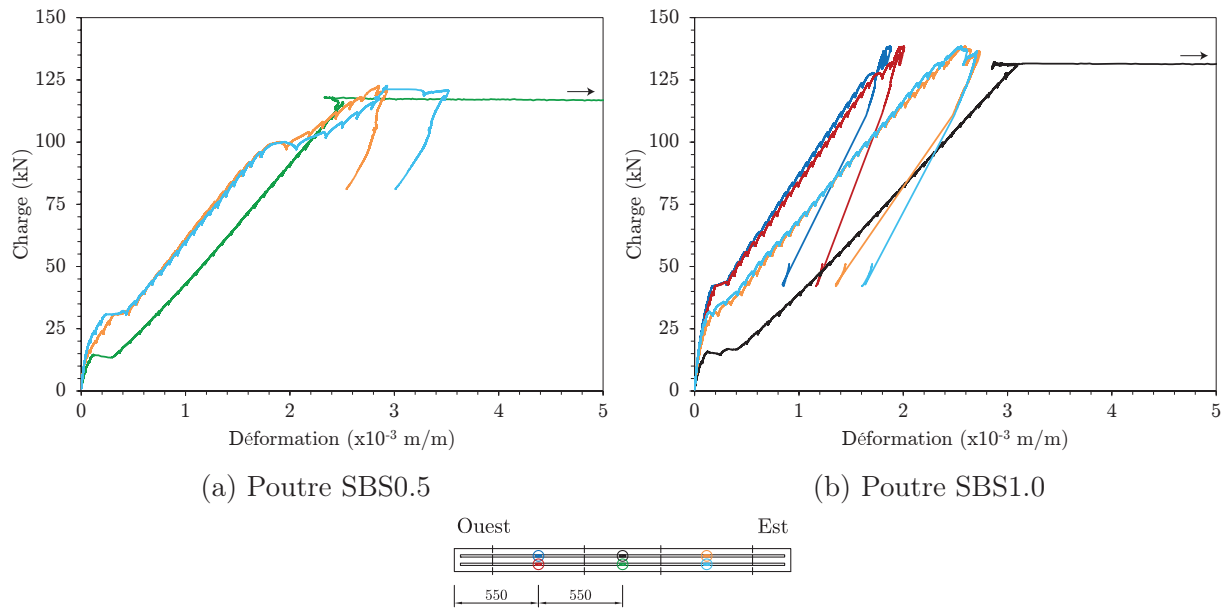 150
125
100
75
50
25
0
Charge (kN)
0 1 2 3 4 5
Déformation (x10-3 m/m)
(a) Poutre SBS0.5
150
125
100
75
50
25
0
Charge (kN)
0 1 2 3 4 5
Déformation (x10-3 m/m)
(b) Poutre SBS1.0
Ouest Est
550 550